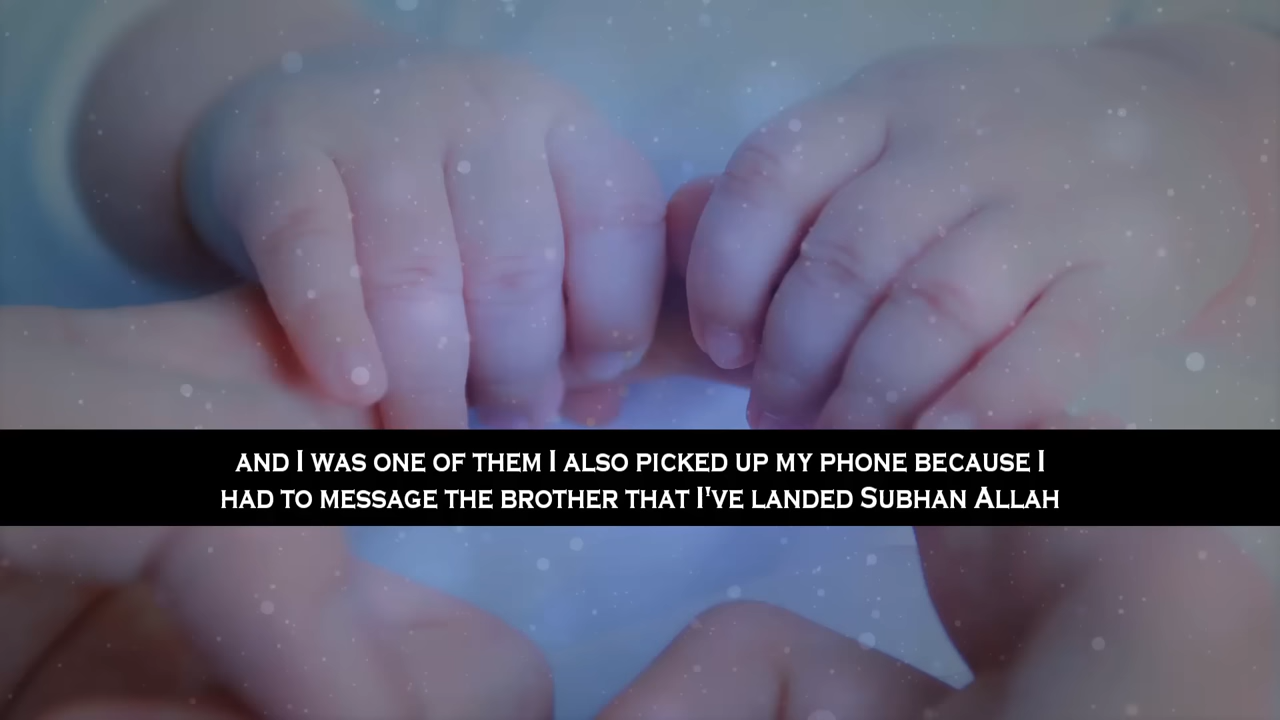 AND I WAS ONE OF THEM I ALSO PICKED UP MY PHONE BECAUSE I
HAD TO MESSAGE THE BROTHER THAT I'VE LANDED SUBHAN ALLAH